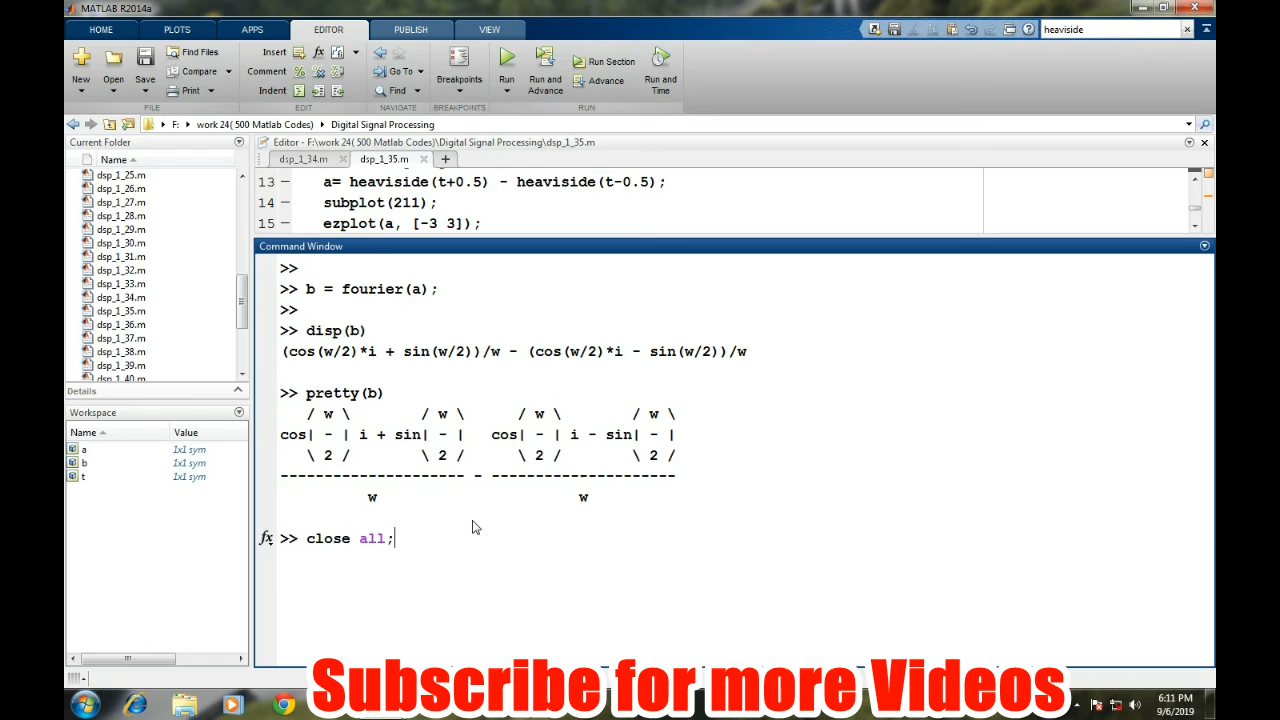 MATLAB R2014a
HOME PLOTS APPS EDITOR PUBLISH VIEW
heaviside
New Open Save
Find Files
Compare
Print
FILE
Insert
Comment
Indent
EDIT
Go To
Find
NAVIGATE
Breakpoints
BREAKPOINTS
Run
Run and Advance
Run Section
Advance
Run and Time
RUN
F: work 24( 500 Matlab Codes) Digital Signal Processing
Current Folder
Name
dsp_1_25.m
dsp_1_26.m
dsp_1_27.m
dsp_1_28.m
dsp_1_29.m
dsp_1_30.m
dsp_1_31.m
dsp_1_32.m
dsp_1_33.m
dsp_1_34.m
dsp_1_35.m
dsp_1_36.m
dsp_1_37.m
dsp_1_38.m
dsp_1_39.m
dsp_1_40.m
Details
Workspace
Name Value
a 1x1 sym
b 1x1 sym
t 1x1 sym
Editor - F:\work 24( 500 Matlab Codes)\Digital Signal Processing\dsp_1_35.m
dsp_1_34.m dsp_1_35.m
13 — a= heaviside(t+0.5) - heaviside(t-0.5);
14 — subplot(211);
15 — ezplot(a, [-3 3]);
Command Window
>>
>> b = fourier(a);
>>
>> disp(b)
(cos(w/2)*i + sin(w/2))/w - (cos(w/2)*i - sin(w/2))/w
>> pretty(b)
/ w \ / w \ / w \ / w \
cos| - | i + sin| - | cos| - | i - sin| - |
\ 2 / \ 2 / \ 2 / \ 2 /
--------------------- - ---------------------
w w
fx >> close all;
Subscribe for more Videos
6:11 PM
9/6/2019